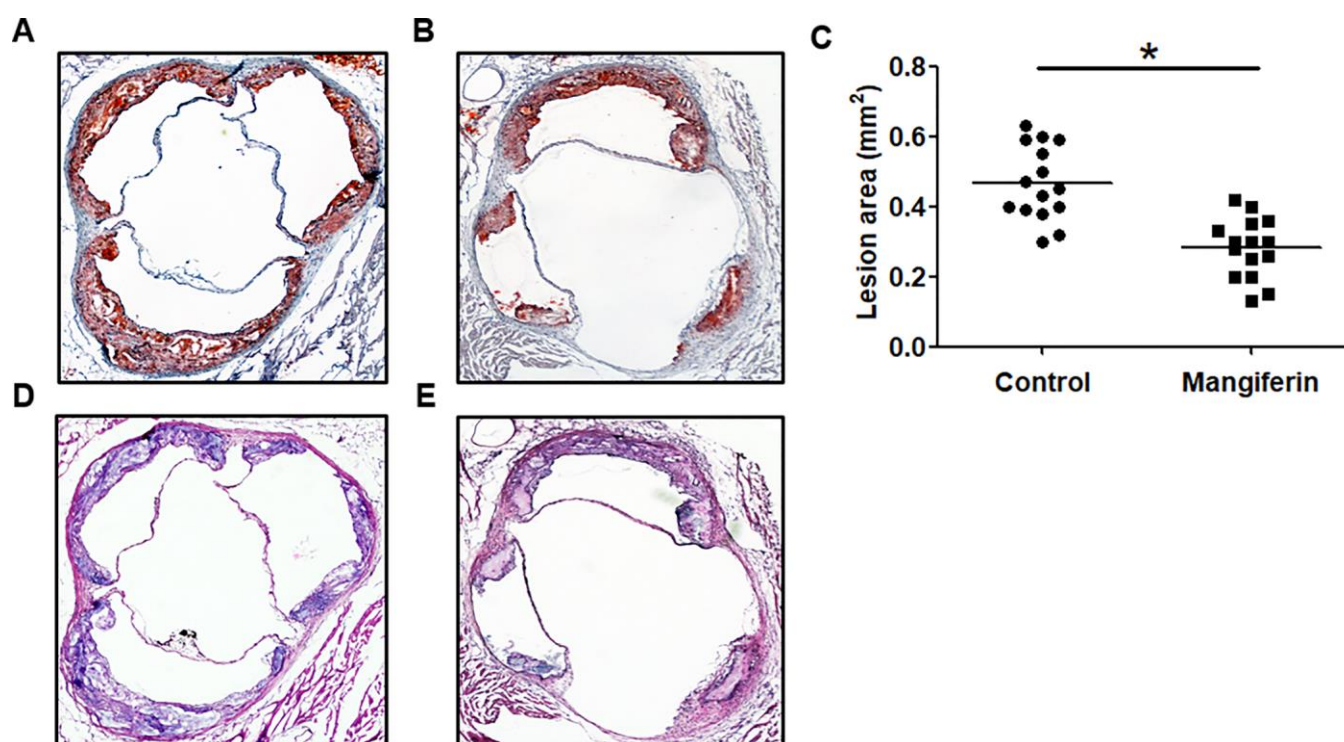 A
B
C
*
Lesion area (mm²)
0.8
0.6
0.4
0.2
0.0
Control
Mangiferin
D
E